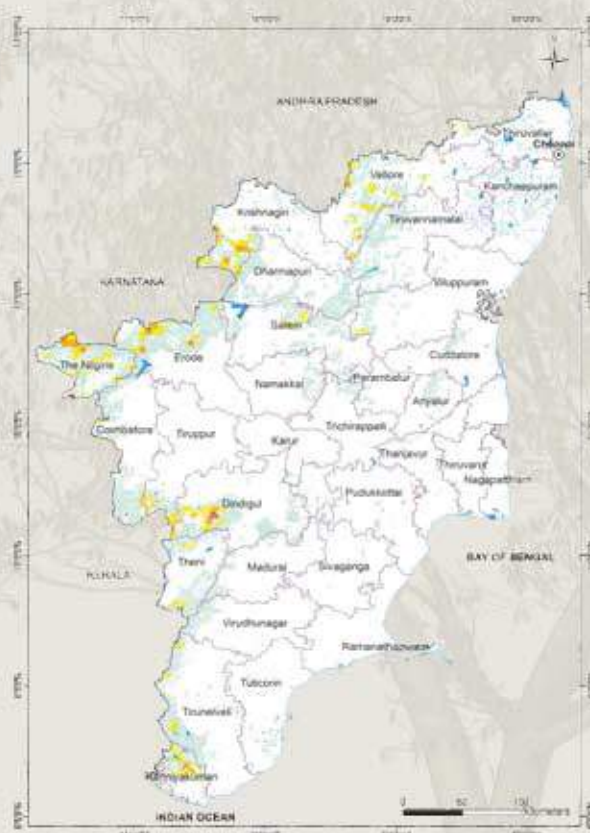 N
ANDHRA PRADESH
Thiruvallur
Chennai
Vellore
Kancheepuram
Krishnagiri
Tiruvannamalai
Dharmapuri
KARNATAKA
Viluppuram
Salem
The Nilgiris
Erode
Cuddalore
Namakkal
Perambalur
Ariyalur
Coimbatore
Tiruppur
Karur
Trichirappalli
Thanjavur
Thiruvarur
Nagapattinam
Dindigul
Pudukkottai
BAY OF BENGAL
KERALA
Theni
Madurai
Sivaganga
Virudhunagar
Ramanathapuram
Tuticorin
Tirunelveli
Kanniyakumari
0 50 100
Kilometers
INDIAN OCEAN